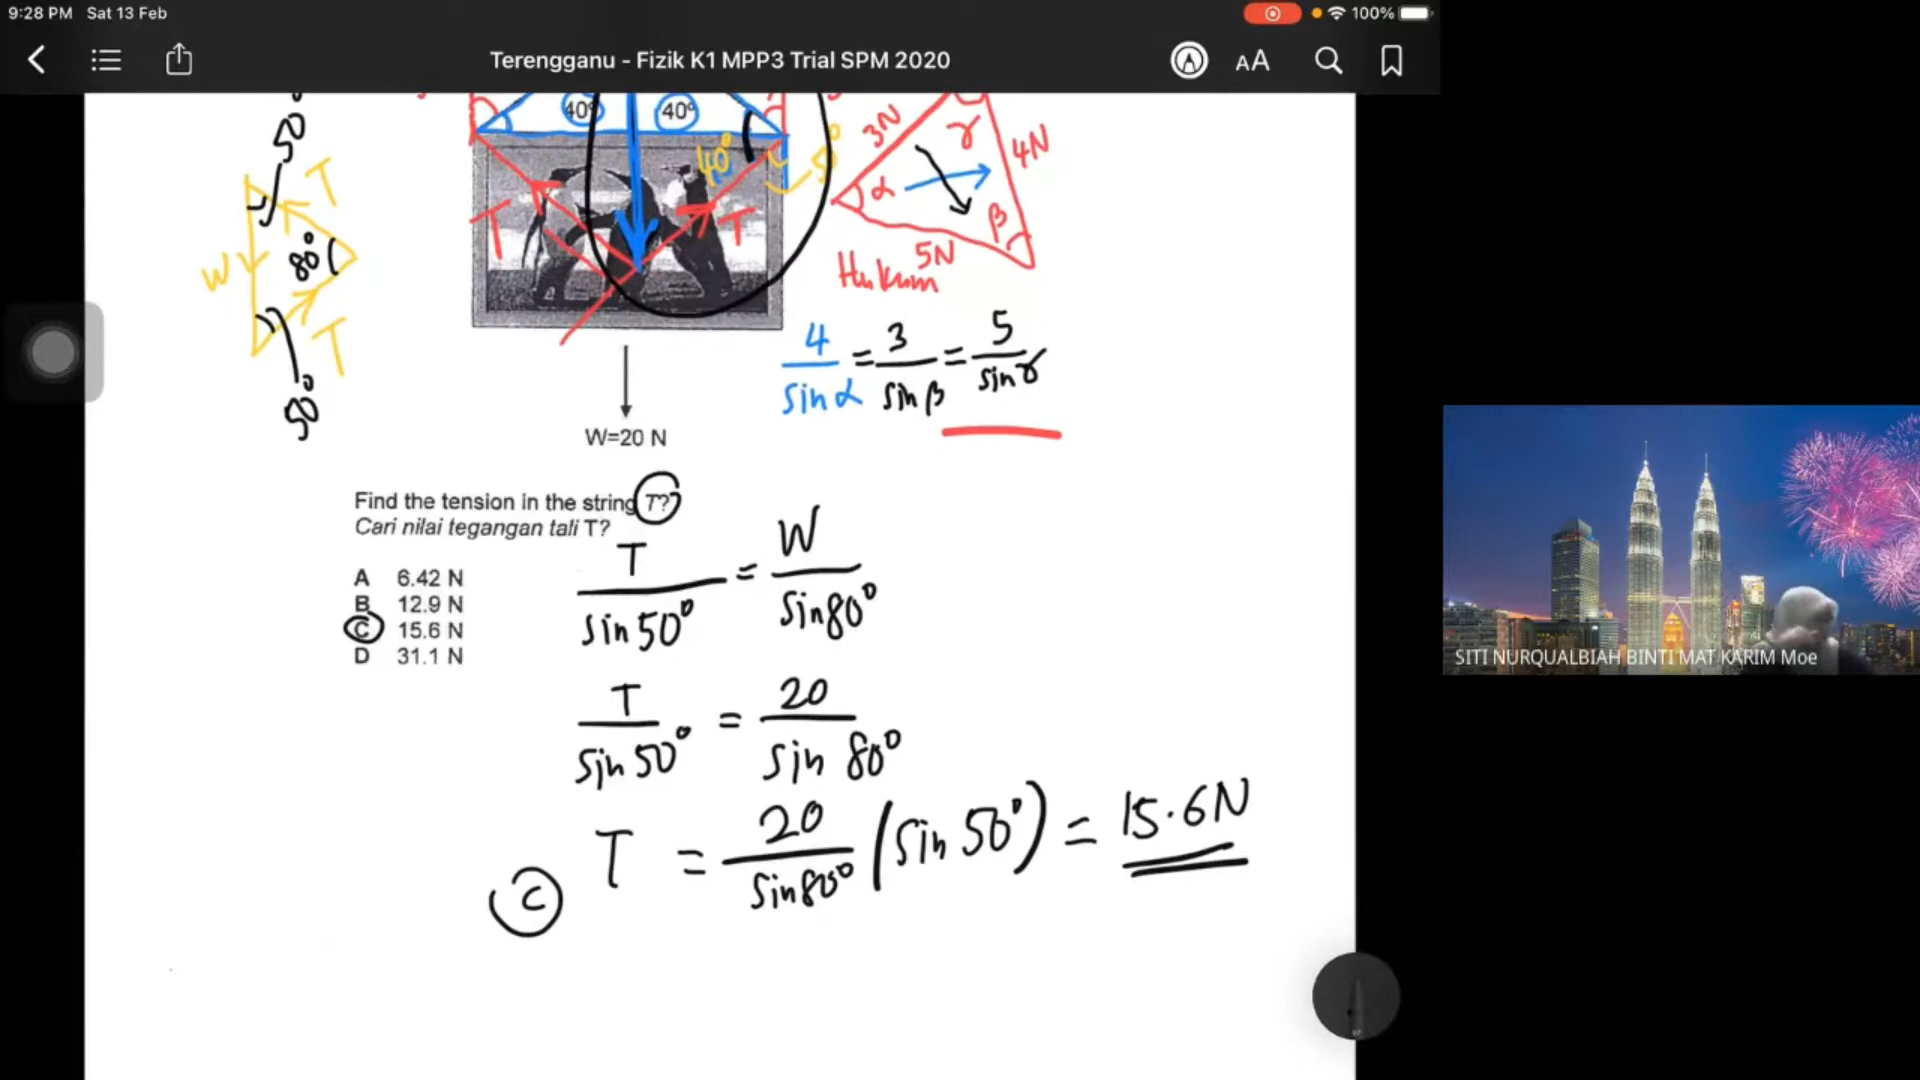 9:28 PM Sat 13 Feb
100%
Terengganu - Fizik K1 MPP3 Trial SPM 2020
AA
50°
T
W
80°
T
50°
40° 40°
40°
T
T
3N
γ
4N
α
β
5N
Hukum
4/sin α = 3/sin β = 5/sin γ
W=20 N
Find the tension in the string T?
Cari nilai tegangan tali T?
A 6.42 N
B 12.9 N
C 15.6 N
D 31.1 N
T/sin 50° = W/sin 80°
T/sin 50° = 20/sin 80°
T = 20/sin 80° (sin 50°) = 15.6N
C
SITI NURQUALBIAH BINTI MAT KARIM Moe